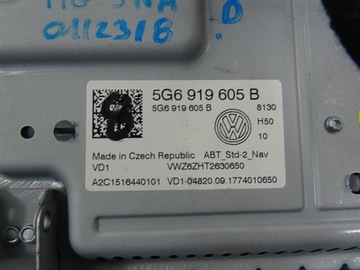 0112318
D
8
5G6 919 605 B
5G6 919 605 B
8130
H50
10
Made in Czech Republic ABT_Std-2_Nav
VD1 VWZ6ZHT2630650
A2C1516440101 VD1-04820.09.1774010650